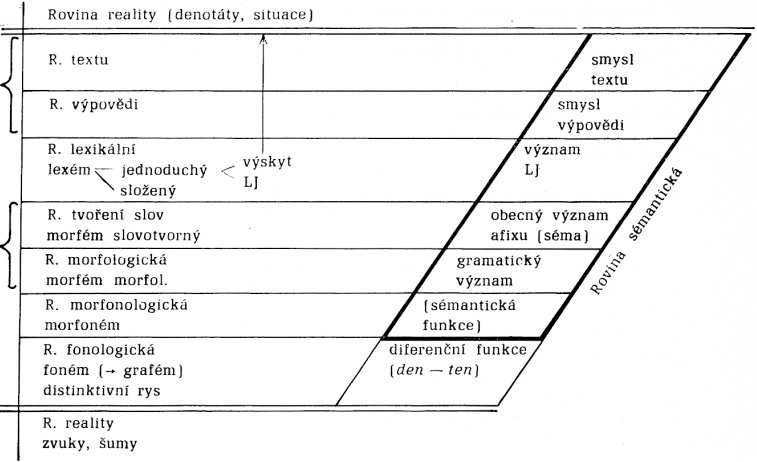 Rovina reality (denotáty, situace)
R. textu
smysl
textu
R. výpovědi
smysl
výpovědi
R. lexikální
lexém — jednoduchý < výskyt
složený LJ
význam
LJ
R. tvoření slov
morfém slovotvorný
obecný význam
afixu (séma)
R. morfologická
morfém morfol.
gramatický
význam
R. morfonologická
morfoném
(sémantická
funkce)
R. fonologická
foném (→ grafém)
distinktivní rys
diferenční funkce
(den — ten)
Rovina sémantická
R. reality
zvuky, šumy